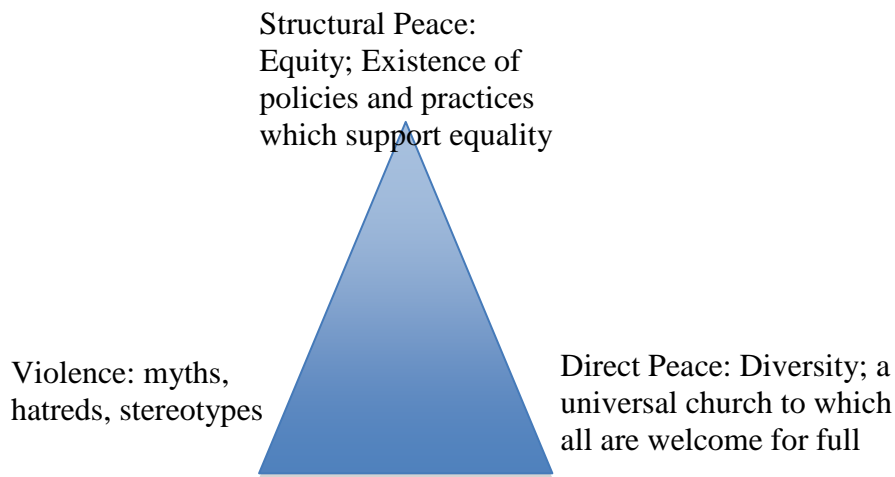 Structural Peace:
Equity; Existence of
policies and practices
which support equality
Violence: myths,
hatreds, stereotypes
Direct Peace: Diversity; a
universal church to which
all are welcome for full